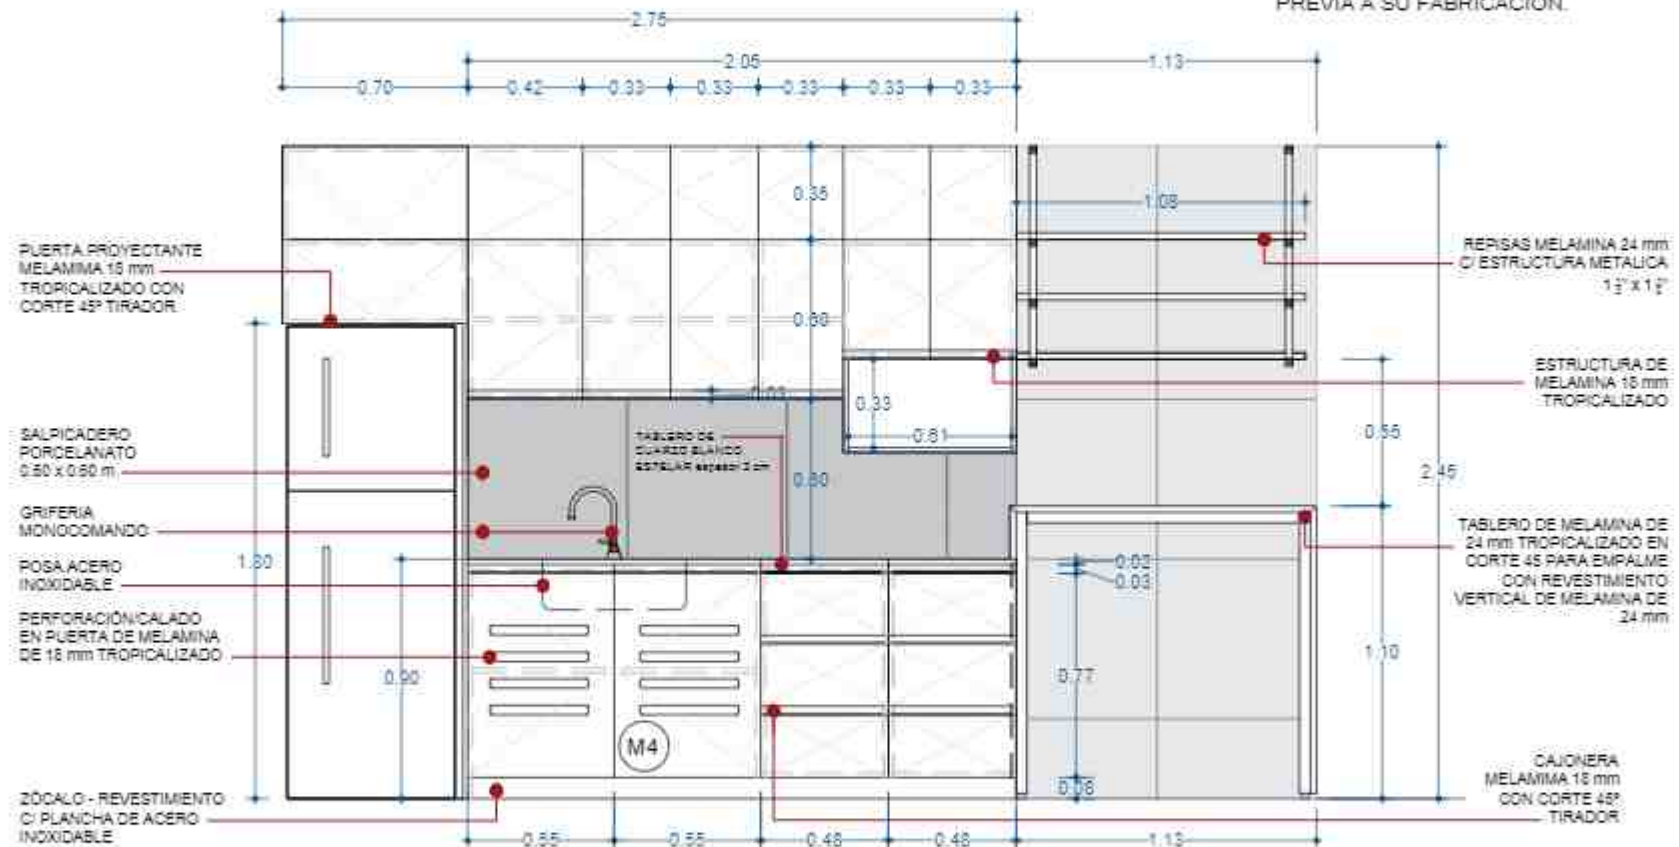 PREVIA A SU FABRICACION.
2.75
2.05
1.13
0.70
0.42
0.33
0.33
0.33
0.33
0.33
0.35
1.08
PUERTA PROYECTANTE
MELAMIMA 18 mm
TROPICALIZADO CON
CORTE 45º TIRADOR
REPISAS MELAMINA 24 mm
C/ ESTRUCTURA METALICA
ESTRUCTURA DE
MELAMINA 18 mm
TROPICALIZADO
0.33
0.61
0.55
2.45
SALPICADERO
PORCELANATO
0.60 x 0.60 m
TABLERO DE
CUARZO BLANCO
ESTELAR espesor 2 cm
0.60
GRIFERIA
MONOCOMANDO
1.80
POSA ACERO
INOXIDABLE
TABLERO DE MELAMINA DE
24 mm TROPICALIZADO EN
CORTE 45 PARA EMPALME
CON REVESTIMIENTO
VERTICAL DE MELAMINA DE
24 mm
0.02
0.03
PERFORACIÓN/CALADO
EN PUERTA DE MELAMINA
DE 18 mm TROPICALIZADO
0.90
0.77
1.10
M4
0.08
ZÓCALO - REVESTIMIENTO
C/ PLANCHA DE ACERO
INOXIDABLE
CAJONERA
MELAMIMA 18 mm
CON CORTE 45º
TIRADOR
0.55
0.55
0.48
0.48
1.13